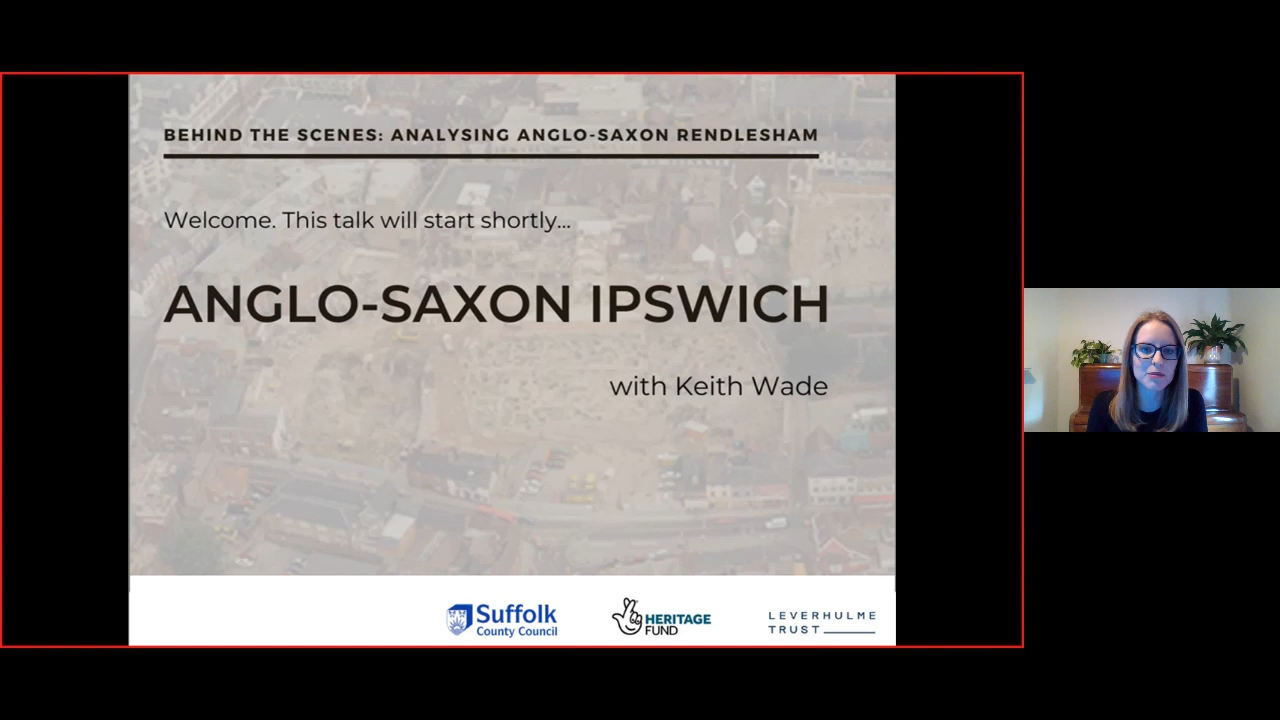 BEHIND THE SCENES: ANALYSING ANGLO-SAXON RENDLESHAM
Welcome. This talk will start shortly...
ANGLO-SAXON IPSWICH
with Keith Wade
Suffolk
County Council
HERITAGE
FUND
LEVERHULME
TRUST